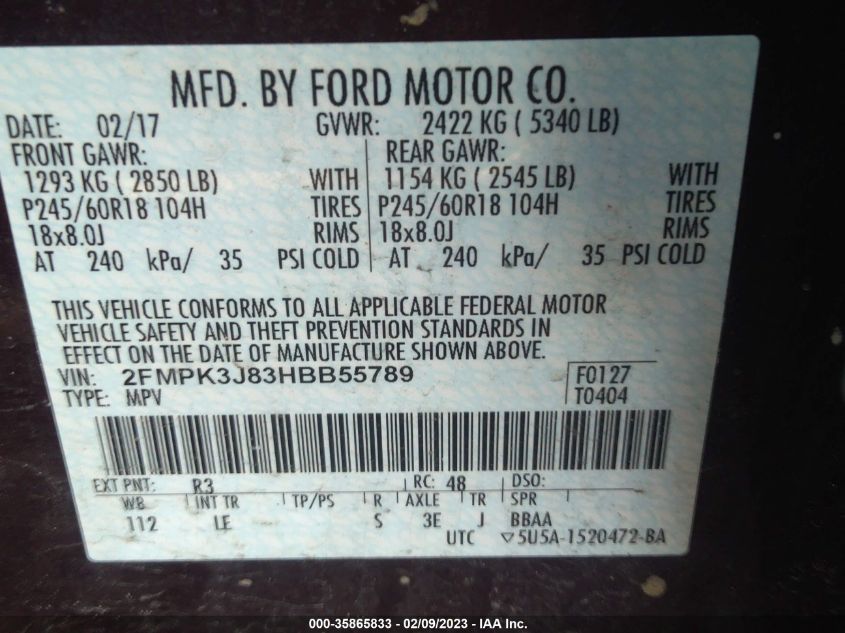 MFD. BY FORD MOTOR CO.
DATE: 02/17 GVWR: 2422 KG ( 5340 LB)
FRONT GAWR: REAR GAWR:
1293 KG ( 2850 LB) WITH 1154 KG ( 2545 LB) WITH
P245/60R18 104H TIRES P245/60R18 104H TIRES
18x8.0J RIMS 18x8.0J RIMS
AT 240 kPa/ 35 PSI COLD AT 240 kPa/ 35 PSI COLD
THIS VEHICLE CONFORMS TO ALL APPLICABLE FEDERAL MOTOR
VEHICLE SAFETY AND THEFT PREVENTION STANDARDS IN
EFFECT ON THE DATE OF MANUFACTURE SHOWN ABOVE.
VIN: 2FMPK3J83HBB55789 F0127
TYPE: MPV T0404
EXT PNT: R3 RC: 48 DSO:
WB INT TR TP/PS R AXLE TR SPR
112 LE S 3E J BBAA
UTC ▽5U5A-1520472-BA
000-35865833 - 02/09/2023 - IAA Inc.